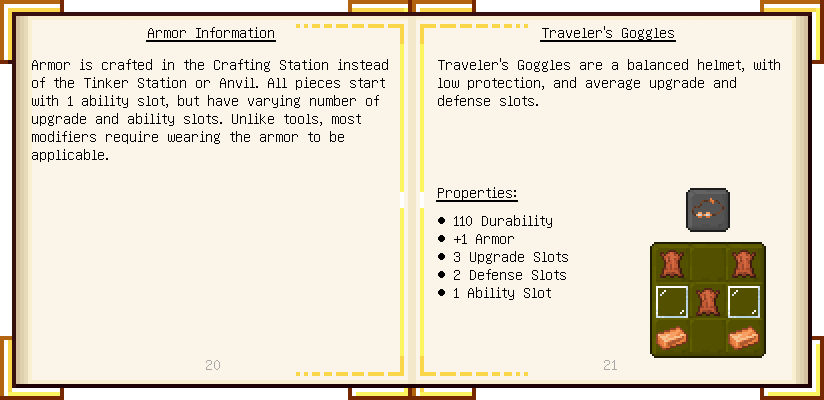 Armor Information
Armor is crafted in the Crafting Station instead
of the Tinker Station or Anvil. All pieces start
with 1 ability slot, but have varying number of
upgrade and ability slots. Unlike tools, most
modifiers require wearing the armor to be
applicable.
20
Traveler's Goggles
Traveler's Goggles are a balanced helmet, with
low protection, and average upgrade and
defense slots.
Properties:
● 110 Durability
● +1 Armor
● 3 Upgrade Slots
● 2 Defense Slots
● 1 Ability Slot
21